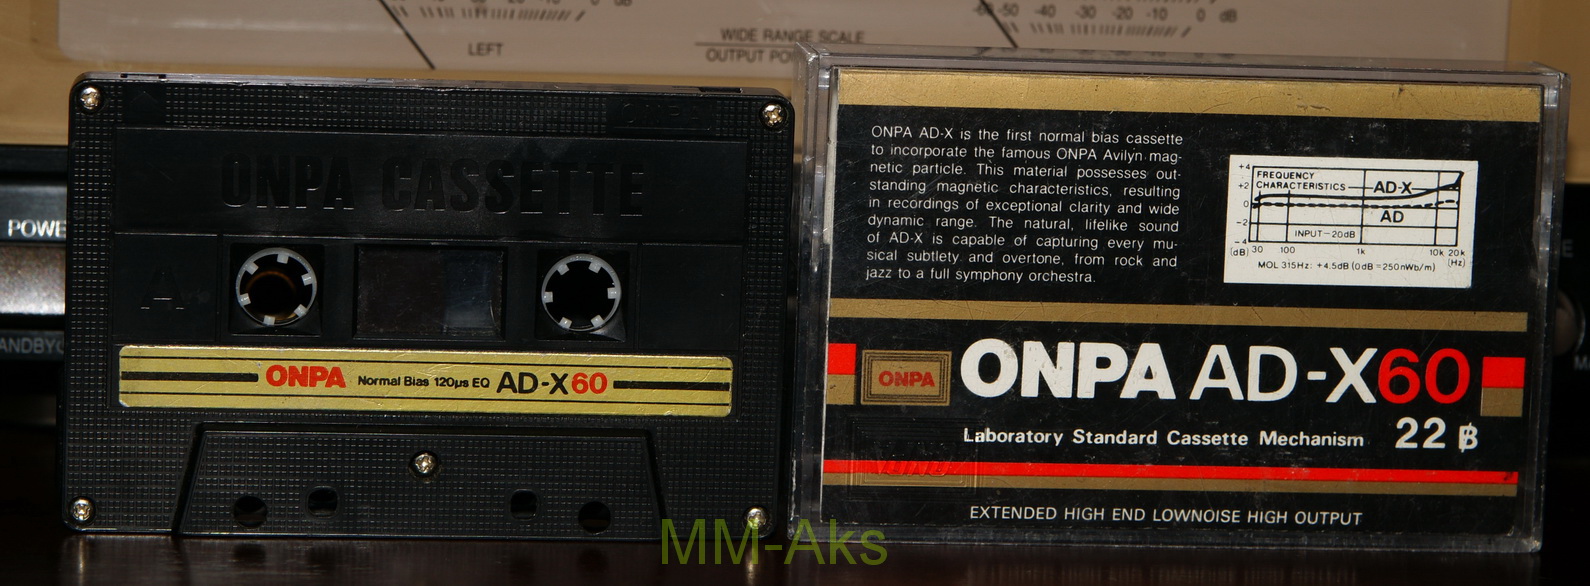 -50 -40 -30 -20 -10 0 dB
LEFT
WIDE RANGE SCALE
OUTPUT
POWE
ANDBY
ONPA CASSETTE
A
ONPA Normal Bias 120µs EQ AD-X60
ONPA AD-X is the first normal bias cassette
to incorporate the famous ONPA Avilyn mag-
netic particle. This material possesses out-
standing magnetic characteristics, resulting
in recordings of exceptional clarity and wide
dynamic range. The natural, lifelike sound
of AD-X is capable of capturing every mu-
sical subtlety and overtone, from rock and
jazz to a full symphony orchestra.
FREQUENCY
CHARACTERISTICS AD-X
AD
INPUT-20dB
+4
+2
0
-2
-4
(dB) 30 100 1k 10k 20k
(Hz)
MOL 315Hz: +4.5dB (0dB=250nWb/m)
ONPA
ONPA AD-X60
Laboratory Standard Cassette Mechanism 22 ฿
EXTENDED HIGH END LOWNOISE HIGH OUTPUT
MM-Aks